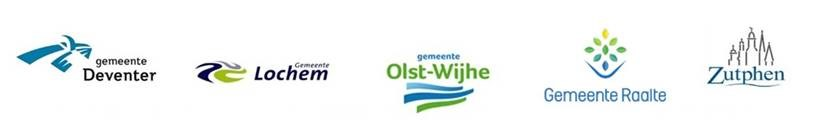 gemeente
Deventer
Gemeente
Lochem
gemeente
Olst-Wijhe
Gemeente Raalte
Zutphen